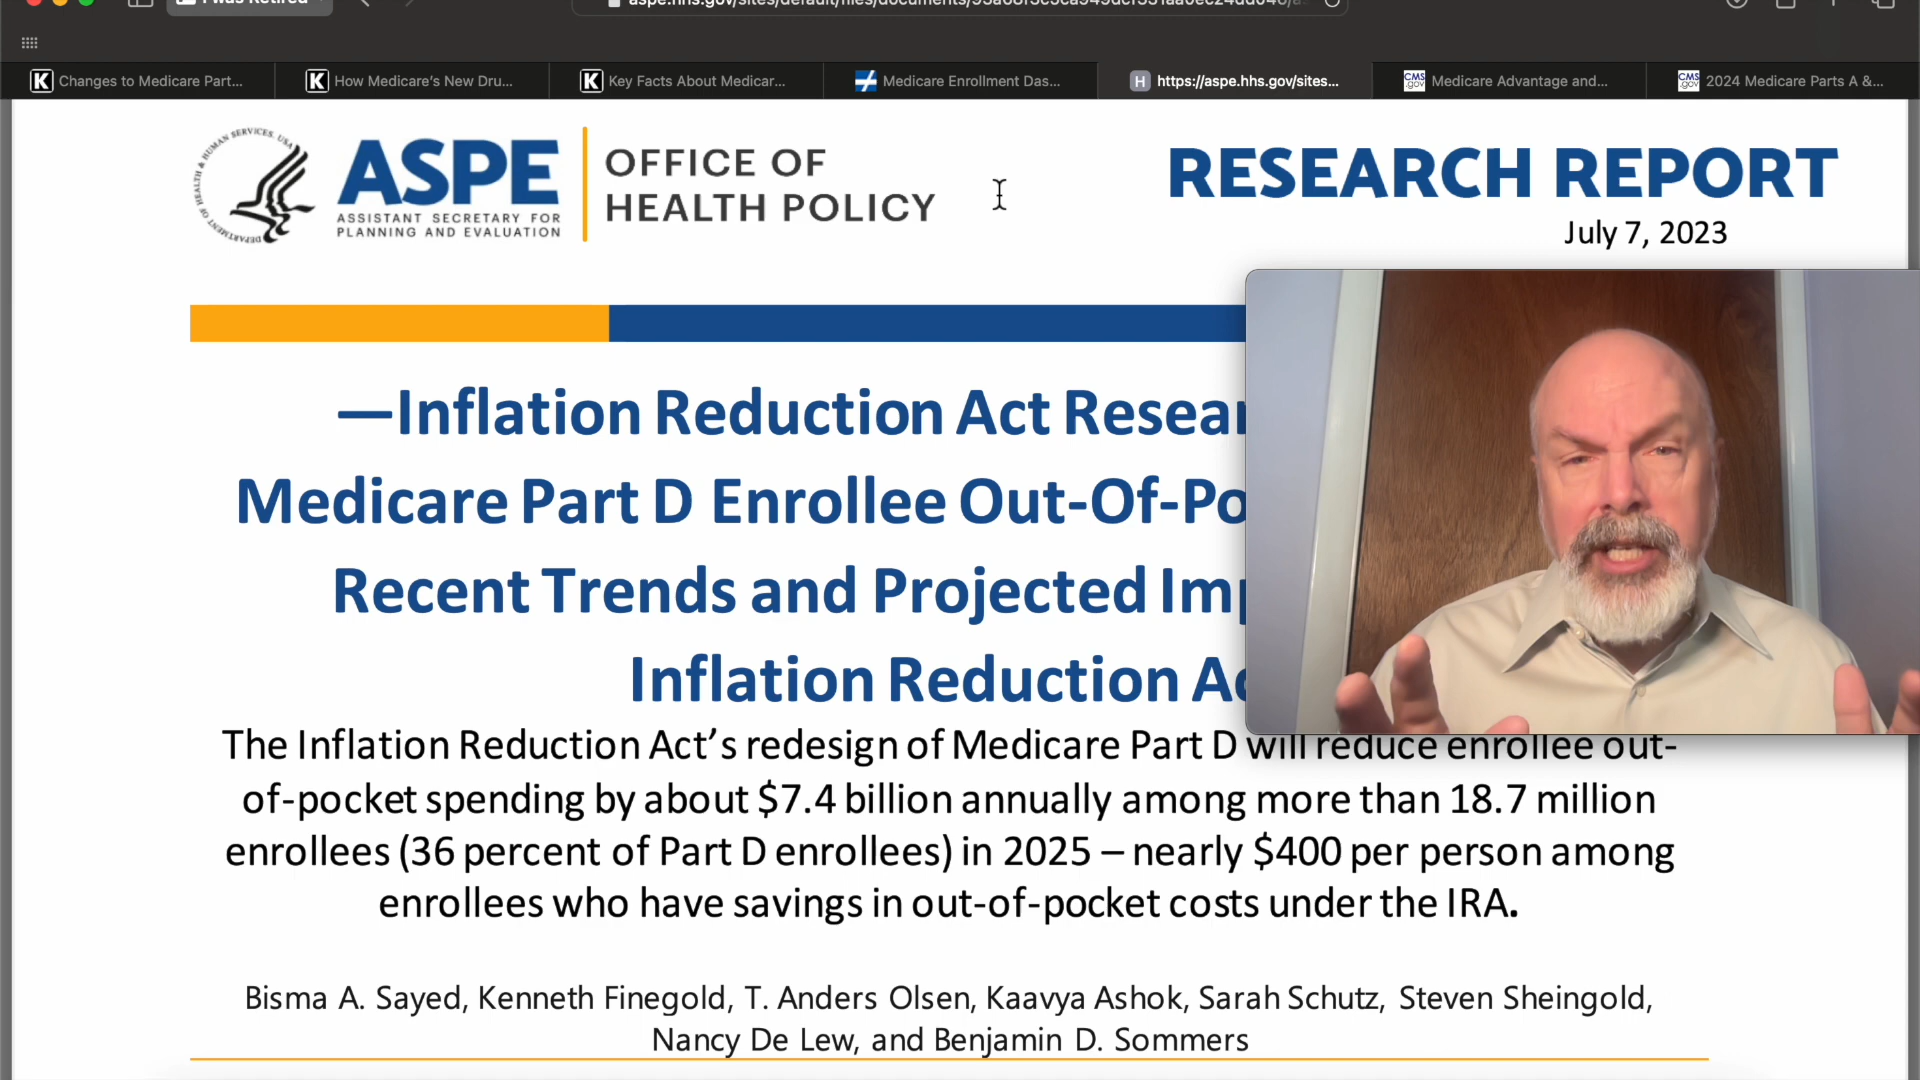 I was Retired
Changes to Medicare Part...
How Medicare's New Dru...
Key Facts About Medicar...
Medicare Enrollment Das...
https://aspe.hhs.gov/sites...
Medicare Advantage and...
2024 Medicare Parts A &...
ASPE
ASSISTANT SECRETARY FOR
PLANNING AND EVALUATION
OFFICE OF
HEALTH POLICY
RESEARCH REPORT
July 7, 2023
—Inflation Reduction Act Resear
Medicare Part D Enrollee Out-Of-Po
Recent Trends and Projected Imp
Inflation Reduction Ac
The Inflation Reduction Act’s redesign of Medicare Part D will reduce enrollee out-
of-pocket spending by about $7.4 billion annually among more than 18.7 million
enrollees (36 percent of Part D enrollees) in 2025 – nearly $400 per person among
enrollees who have savings in out-of-pocket costs under the IRA.
Bisma A. Sayed, Kenneth Finegold, T. Anders Olsen, Kaavya Ashok, Sarah Schutz, Steven Sheingold,
Nancy De Lew, and Benjamin D. Sommers